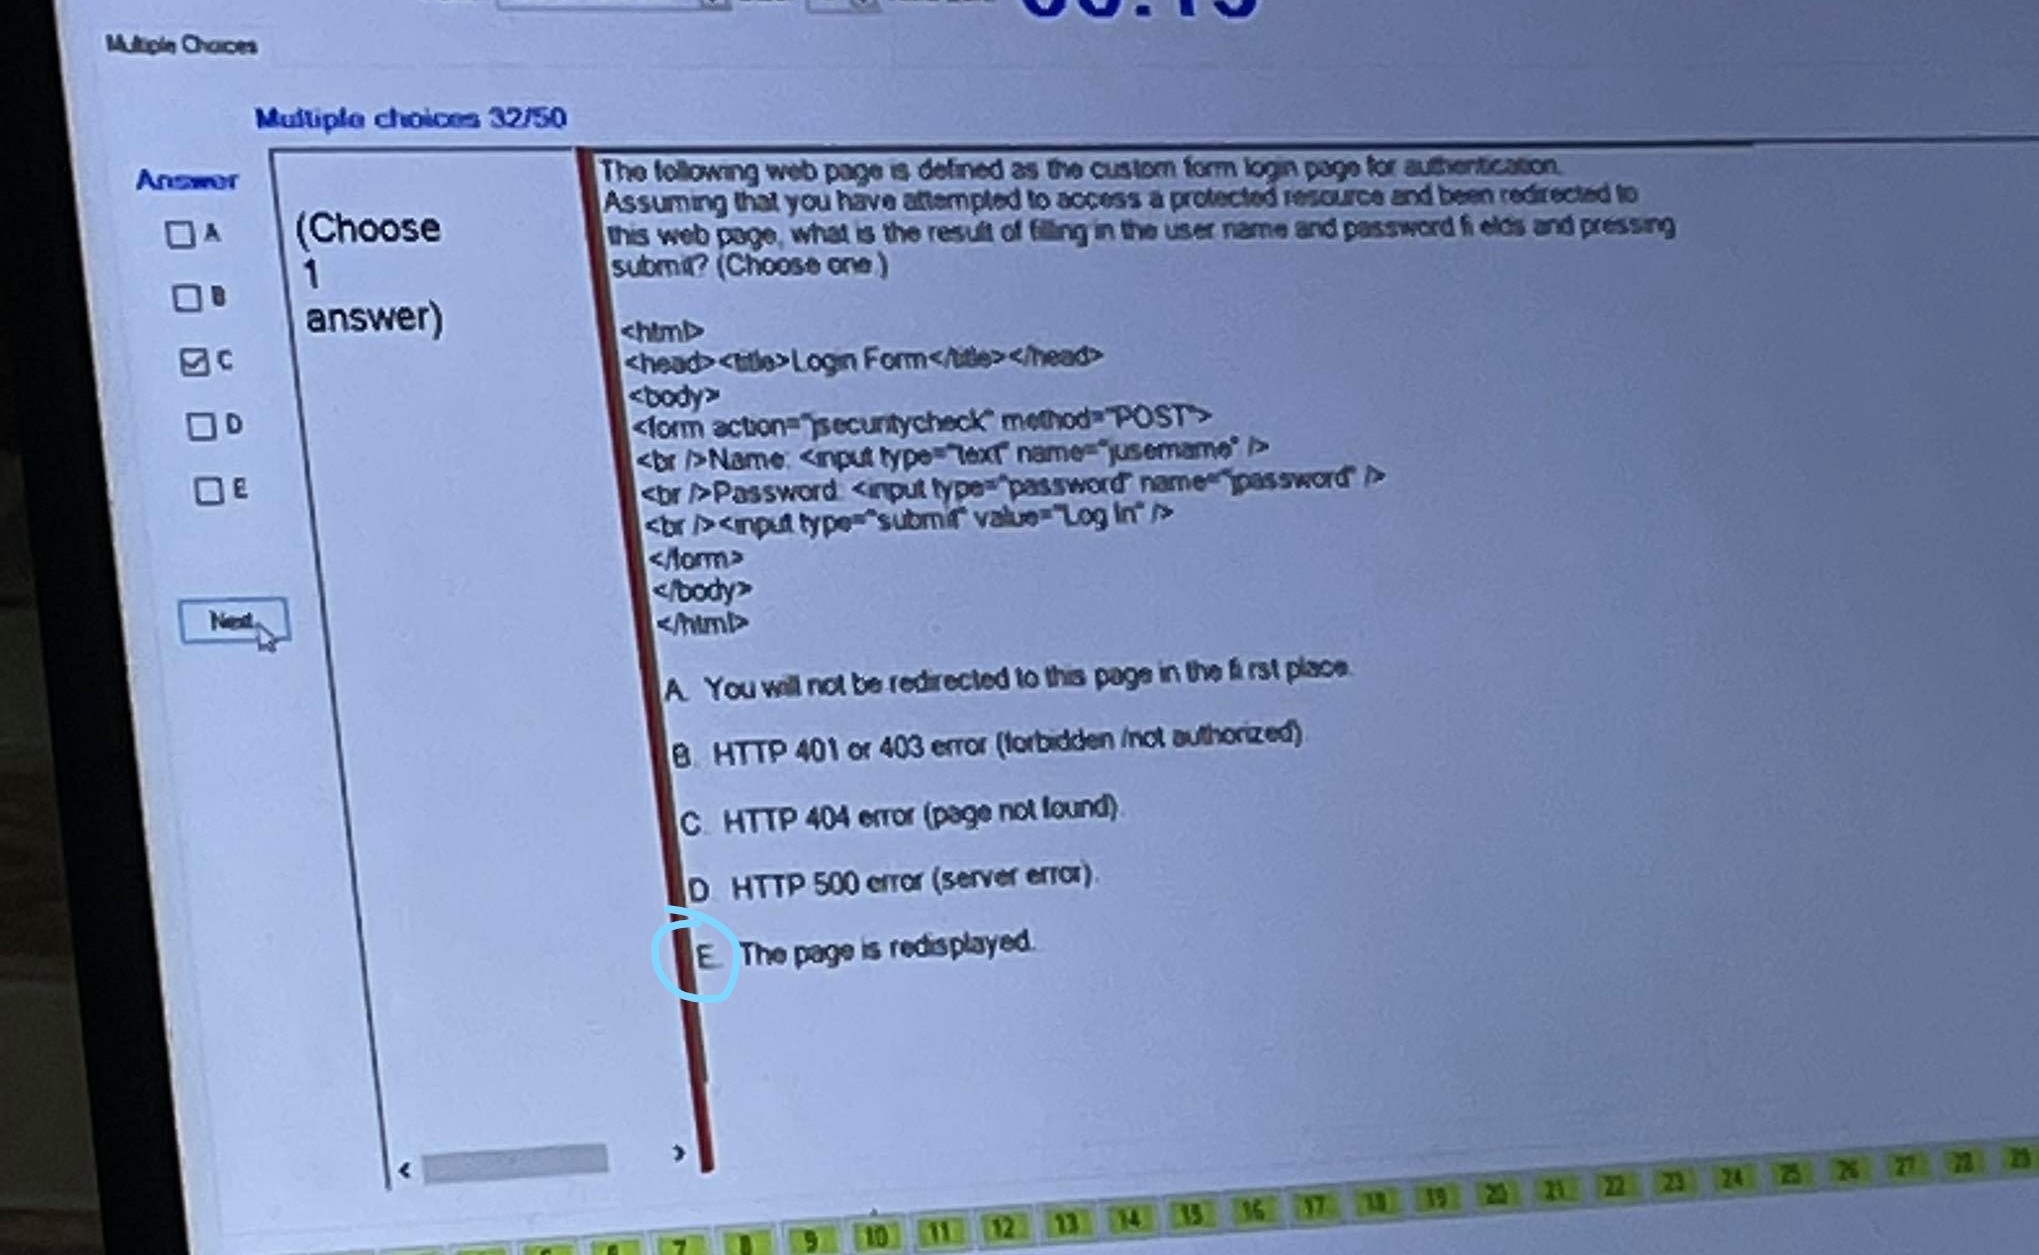 Multiple Choices
Multiple choices 32/50
Answer
A
B
C
D
E
Next
(Choose
1
answer)
The following web page is defined as the custom form login page for authentication.
Assuming that you have attempted to access a protected resource and been redirected to
this web page, what is the result of filling in the user name and password fi elds and pressing
submit? (Choose one.)
<html>
<head><title>Login Form</title></head>
<body>
<form action="jsecuritycheck" method="POST">
<br />Name: <input type="text" name="jusername" />
<br />Password: <input type="password" name="jpassword" />
<br /><input type="submit" value="Log In" />
</form>
</body>
</html>
A. You will not be redirected to this page in the fi rst place.
B. HTTP 401 or 403 error (forbidden /not authorized).
C. HTTP 404 error (page not found).
D. HTTP 500 error (server error).
E. The page is redisplayed.
7 8 9 10 11 12 13 14 15 16 17 18 19 20 21 22 23 24 25 26 27 28 29